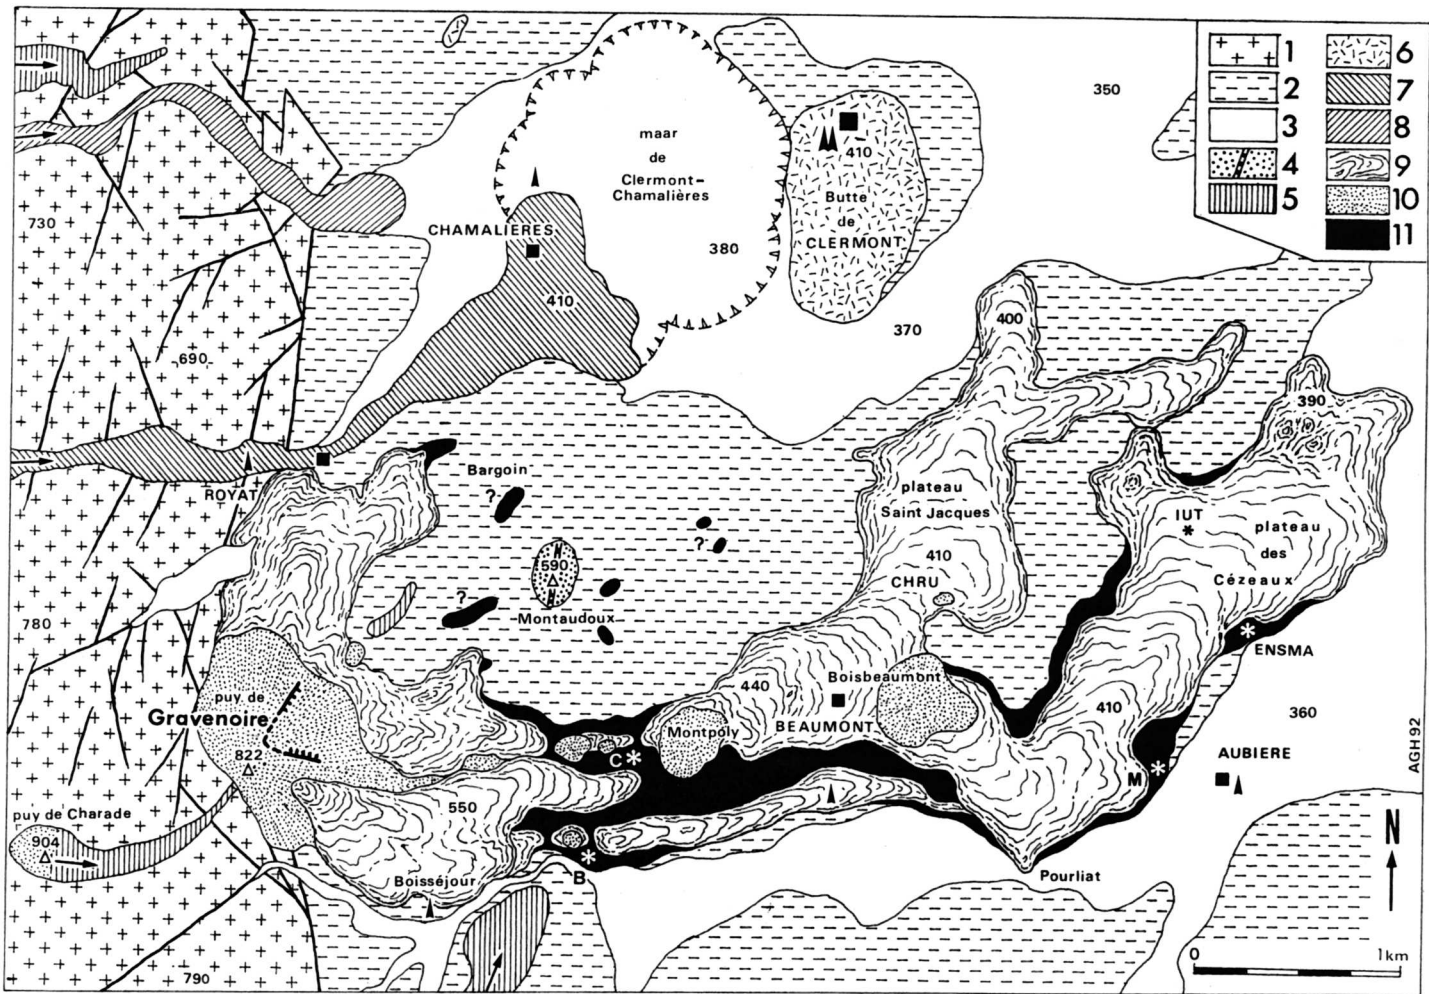 1
2
3
4
5
6
7
8
9
10
11
350
maar
de
Clermont-
Chamalières
410
Butte
de
CLERMONT
730
CHAMALIERES
380
410
370
400
690
390
Bargoin
?
ROYAT
plateau
Saint Jacques
IUT
plateau
des
Cézeaux
?
590
410
CHRU
Montaudoux
?
780
ENSMA
puy de
Gravenoire
822
440
Boisbeaumont
BEAUMONT
Montpoly
410
360
AUBIERE
M
C
puy de Charade
904
550
B
Boisséjour
Pourliat
790
N
0 1km
AGH92